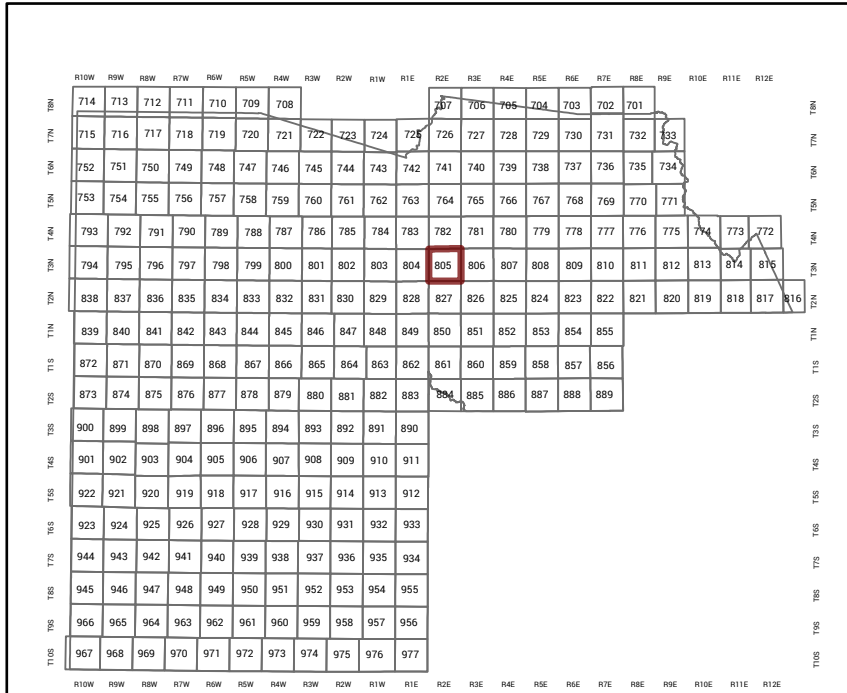 R10W R9W R8W R7W R6W R5W R4W R3W R2W R1W R1E R2E R3E R4E R5E R6E R7E R8E R9E R10E R11E R12E
T8N 714 713 712 711 710 709 708 707 706 705 704 703 702 701 T8N
T7N 715 716 717 718 719 720 721 722 723 724 725 726 727 728 729 730 731 732 733 T7N
T6N 752 751 750 749 748 747 746 745 744 743 742 741 740 739 738 737 736 735 734 T6N
T5N 753 754 755 756 757 758 759 760 761 762 763 764 765 766 767 768 769 770 771 T5N
T4N 793 792 791 790 789 788 787 786 785 784 783 782 781 780 779 778 777 776 775 774 773 772 T4N
T3N 794 795 796 797 798 799 800 801 802 803 804 805 806 807 808 809 810 811 812 813 814 815 T3N
T2N 838 837 836 835 834 833 832 831 830 829 828 827 826 825 824 823 822 821 820 819 818 817 816 T2N
T1N 839 840 841 842 843 844 845 846 847 848 849 850 851 852 853 854 855 T1N
T1S 872 871 870 869 868 867 866 865 864 863 862 861 860 859 858 857 856 T1S
T2S 873 874 875 876 877 878 879 880 881 882 883 884 885 886 887 888 889 T2S
T3S 900 899 898 897 896 895 894 893 892 891 890 T3S
T4S 901 902 903 904 905 906 907 908 909 910 911 T4S
T5S 922 921 920 919 918 917 916 915 914 913 912 T5S
T6S 923 924 925 926 927 928 929 930 931 932 933 T6S
T7S 944 943 942 941 940 939 938 937 936 935 934 T7S
T8S 945 946 947 948 949 950 951 952 953 954 955 T8S
T9S 966 965 964 963 962 961 960 959 958 957 956 T9S
T10S 967 968 969 970 971 972 973 974 975 976 977 T10S
R10W R9W R8W R7W R6W R5W R4W R3W R2W R1W R1E R2E R3E R4E R5E R6E R7E R8E R9E R10E R11E R12E